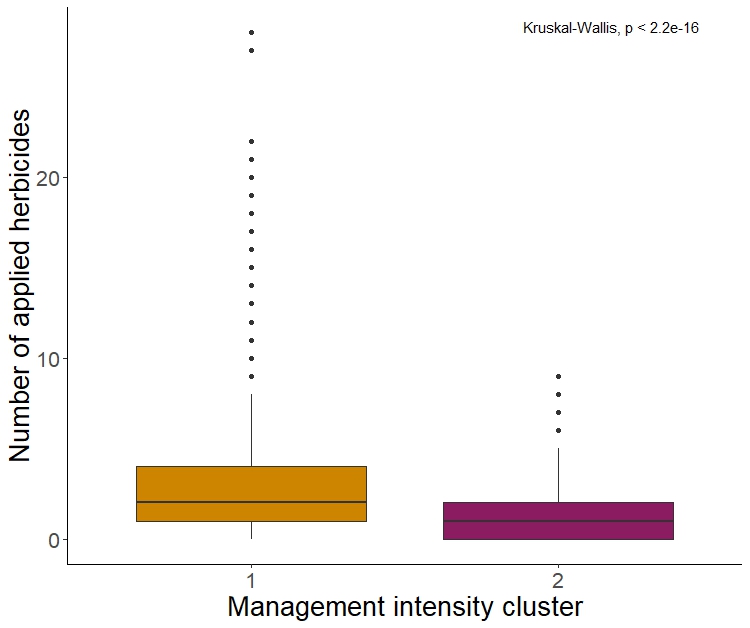 Kruskal-Wallis, p < 2.2e-16
Number of applied herbicides
20
10
0
1
2
Management intensity cluster